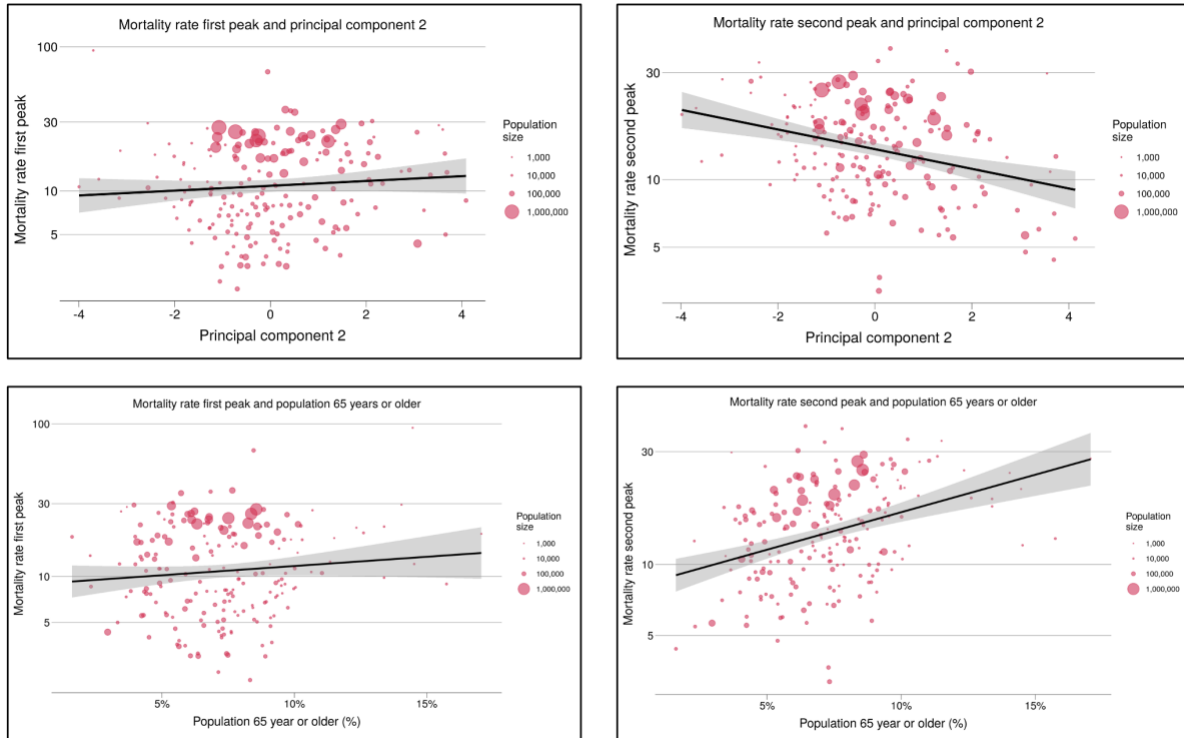 Mortality rate first peak and principal component 2
Mortality rate first peak
100
30
10
5
-4
-2
0
2
4
Principal component 2
Population
size
1,000
10,000
100,000
1,000,000
Mortality rate second peak and principal component 2
Mortality rate second peak
30
10
5
-4
-2
0
2
4
Principal component 2
Population
size
1,000
10,000
100,000
1,000,000
Mortality rate first peak and population 65 years or older
Mortality rate first peak
100
30
10
5
5%
10%
15%
Population 65 year or older (%)
Population
size
1,000
10,000
100,000
1,000,000
Mortality rate second peak and population 65 years or older
Mortality rate second peak
30
10
5
5%
10%
15%
Population 65 year or older (%)
Population
size
1,000
10,000
100,000
1,000,000